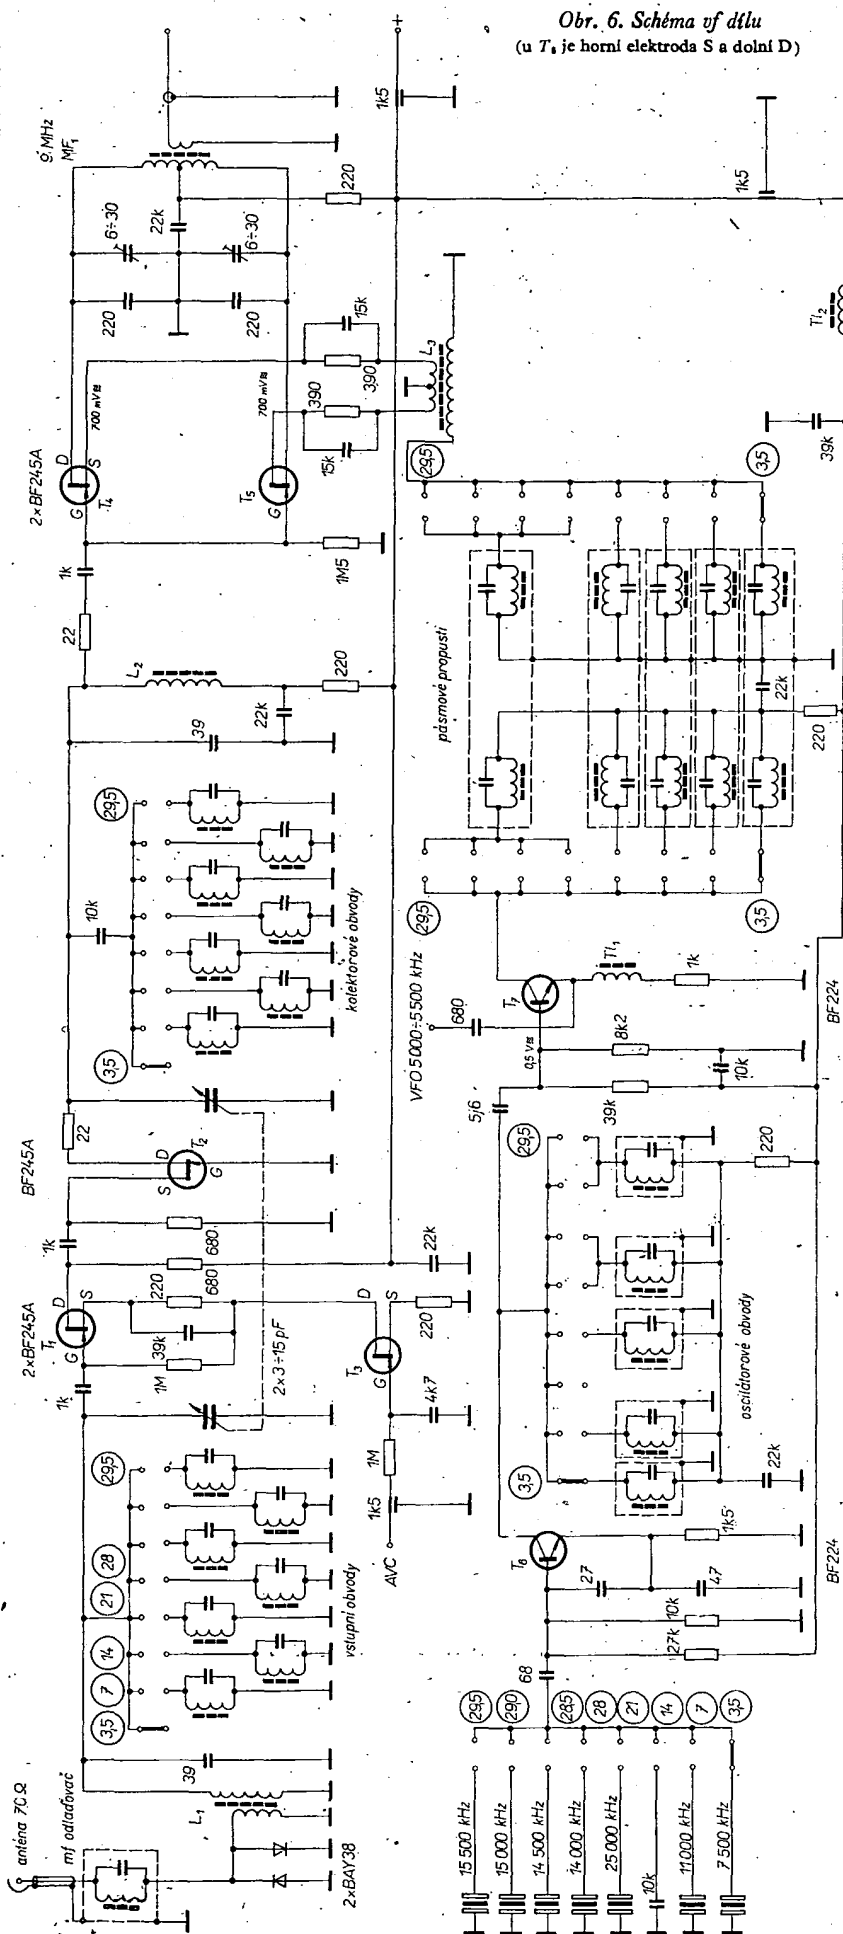 Obr. 6. Schéma vf dílu
(u T₈ je horní elektroda S a dolní D)
anténa 70 Ω
mf odlaďovač
2×BAY38
L₁
39
3,5
7
14
21
28
29,5
vstupní obvody
1k
2×BF245A
T₁
G
D
S
1M
39k
220
680
680
2×3÷15 pF
1k
BF245A
T₂
S
D
G
22
AVC
1k5
1M
4k7
T₃
G
D
S
220
22k
3,5
29,5
10k
kolektorové obvody
39
L₂
22k
220
22
1k
1M5
2×BF245A
T₄
G
D
S
T₅
G
700 mVšš
700 mVšš
220
220
6÷30
6÷30
22k
9 MHz
MF₁
220
+
1k5
1k5
15k
390
390
15k
L₃
Tl₂
39k
29,5
3,5
pásmové propusti
22k
220
29,5
3,5
VFO 5000÷5500 kHz
680
T₇
Tl₁
1k
0,5 Všš
8k2
10k
39k
BF224
5j6
29,5
3,5
220
oscilátorové obvody
22k
T₆
27
47
1k5
10k
27k
68
BF224
29,5
29,0
28,5
28
21
14
7
3,5
15 500 kHz
15 000 kHz
14 500 kHz
14 000 kHz
25 000 kHz
10k
11 000 kHz
7 500 kHz